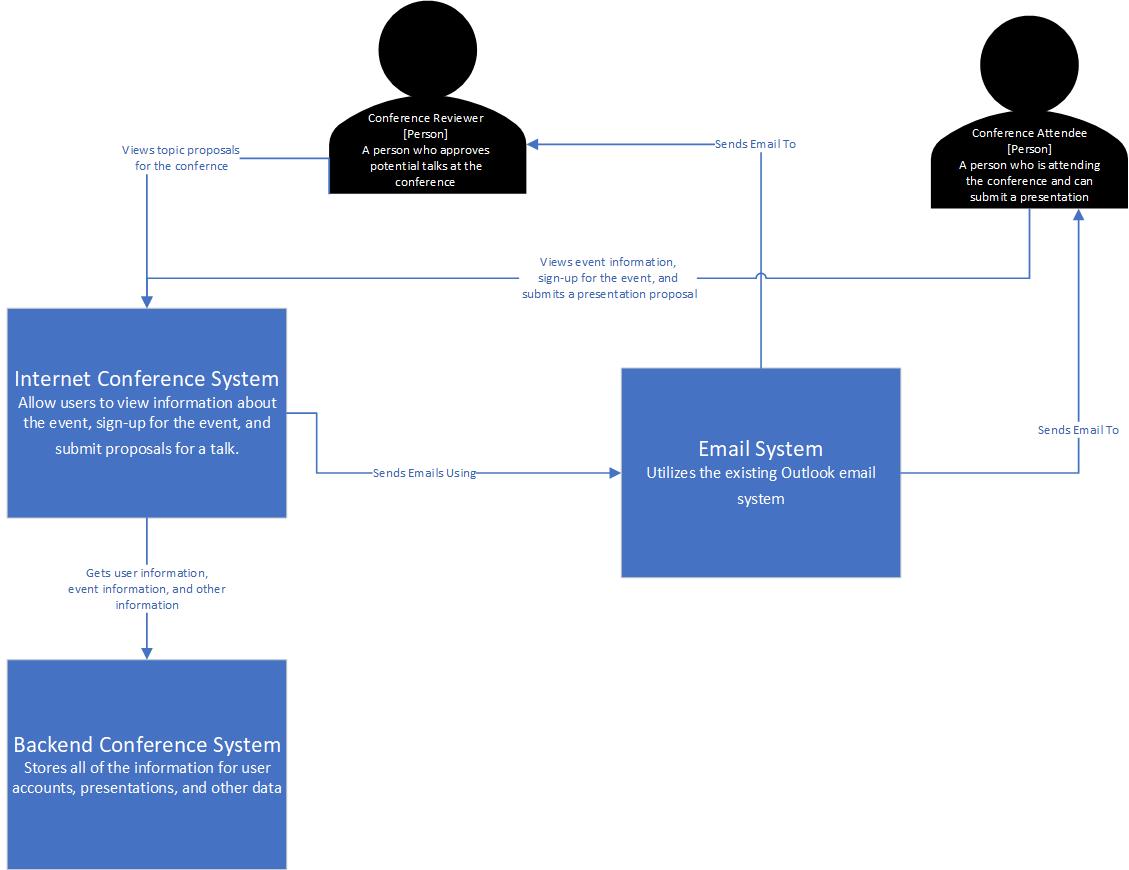 Conference Reviewer
[Person]
A person who approves
potential talks at the
conference
Conference Attendee
[Person]
A person who is attending
the conference and can
submit a presentation
Views topic proposals
for the confernce
Sends Email To
Views event information,
sign-up for the event, and
submits a presentation proposal
Internet Conference System
Allow users to view information about
the event, sign-up for the event, and
submit proposals for a talk.
Sends Emails Using
Email System
Utilizes the existing Outlook email
system
Sends Email To
Gets user information,
event information, and other
information
Backend Conference System
Stores all of the information for user
accounts, presentations, and other data